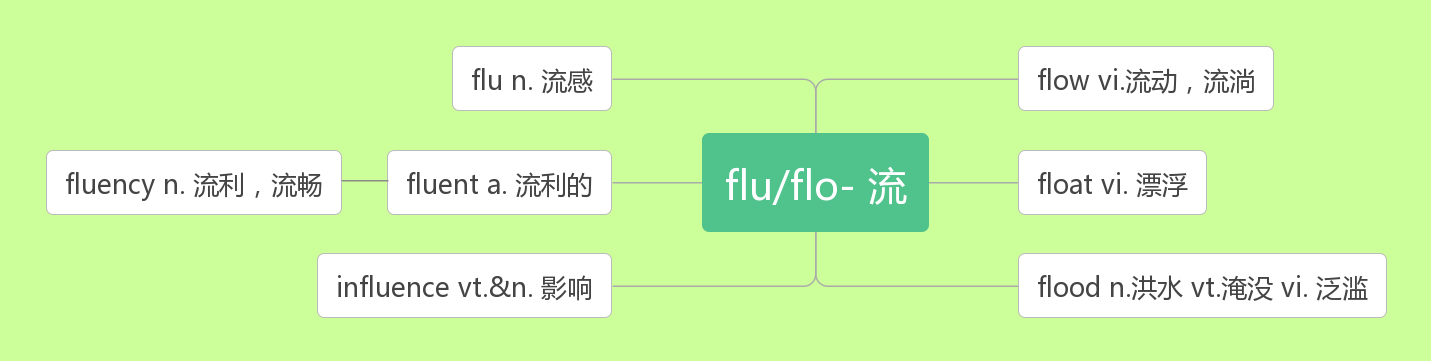 flu n. 流感
flow vi.流动，流淌
fluency n. 流利，流畅
fluent a. 流利的
flu/flo- 流
float vi. 漂浮
influence vt.&n. 影响
flood n.洪水 vt.淹没 vi. 泛滥